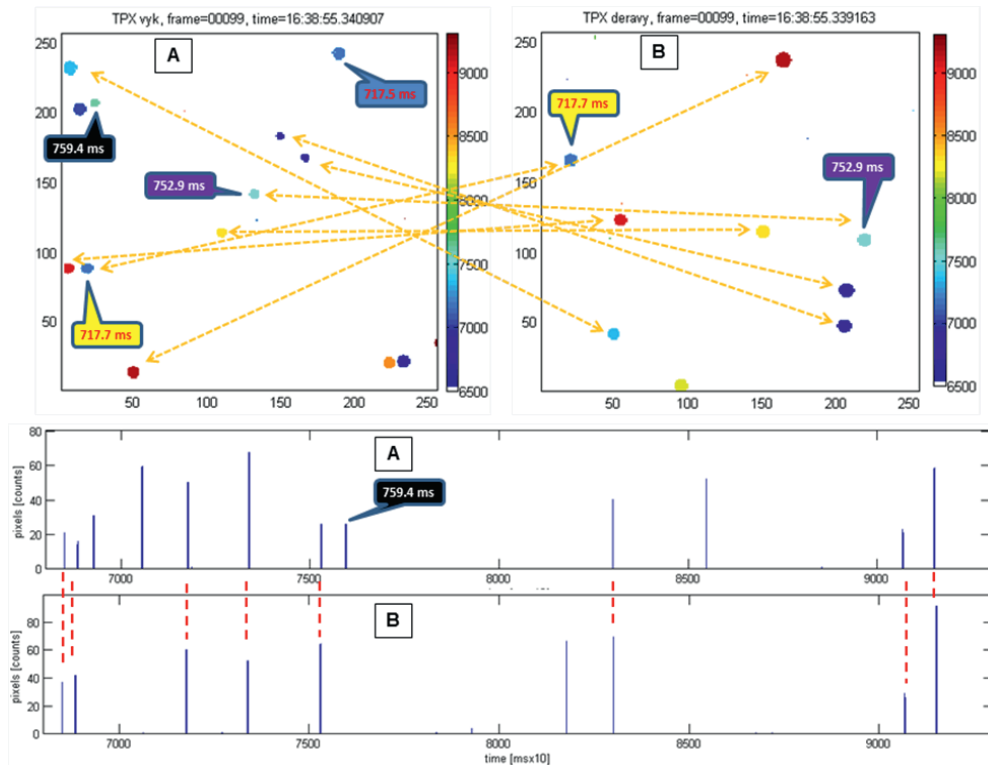 TPX vyk, frame=00099, time=16:38:55.340907
TPX deravy, frame=00099, time=16:38:55.339163
250
200
150
100
50
50 100 150 200 250
A
717.5 ms
759.4 ms
752.9 ms
717.7 ms
9000
8500
8000
7500
7000
6500
250
200
150
100
50
50 100 150 200 250
B
717.7 ms
752.9 ms
9000
8500
8000
7500
7000
6500
80
60
40
20
0
pixels [counts]
A
759.4 ms
7000 7500 8000 8500 9000
80
60
40
20
0
pixels [counts]
B
7000 7500 8000 8500 9000
time [msx10]